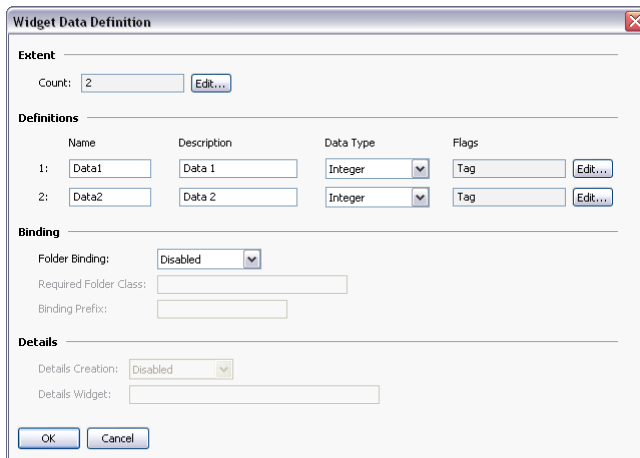 Widget Data Definition
Extent
Count: 2 Edit...
Definitions
Name Description Data Type Flags
1: Data1 Data 1 Integer Tag Edit...
2: Data2 Data 2 Integer Tag Edit...
Binding
Folder Binding: Disabled
Required Folder Class:
Binding Prefix:
Details
Details Creation: Disabled
Details Widget:
OK Cancel